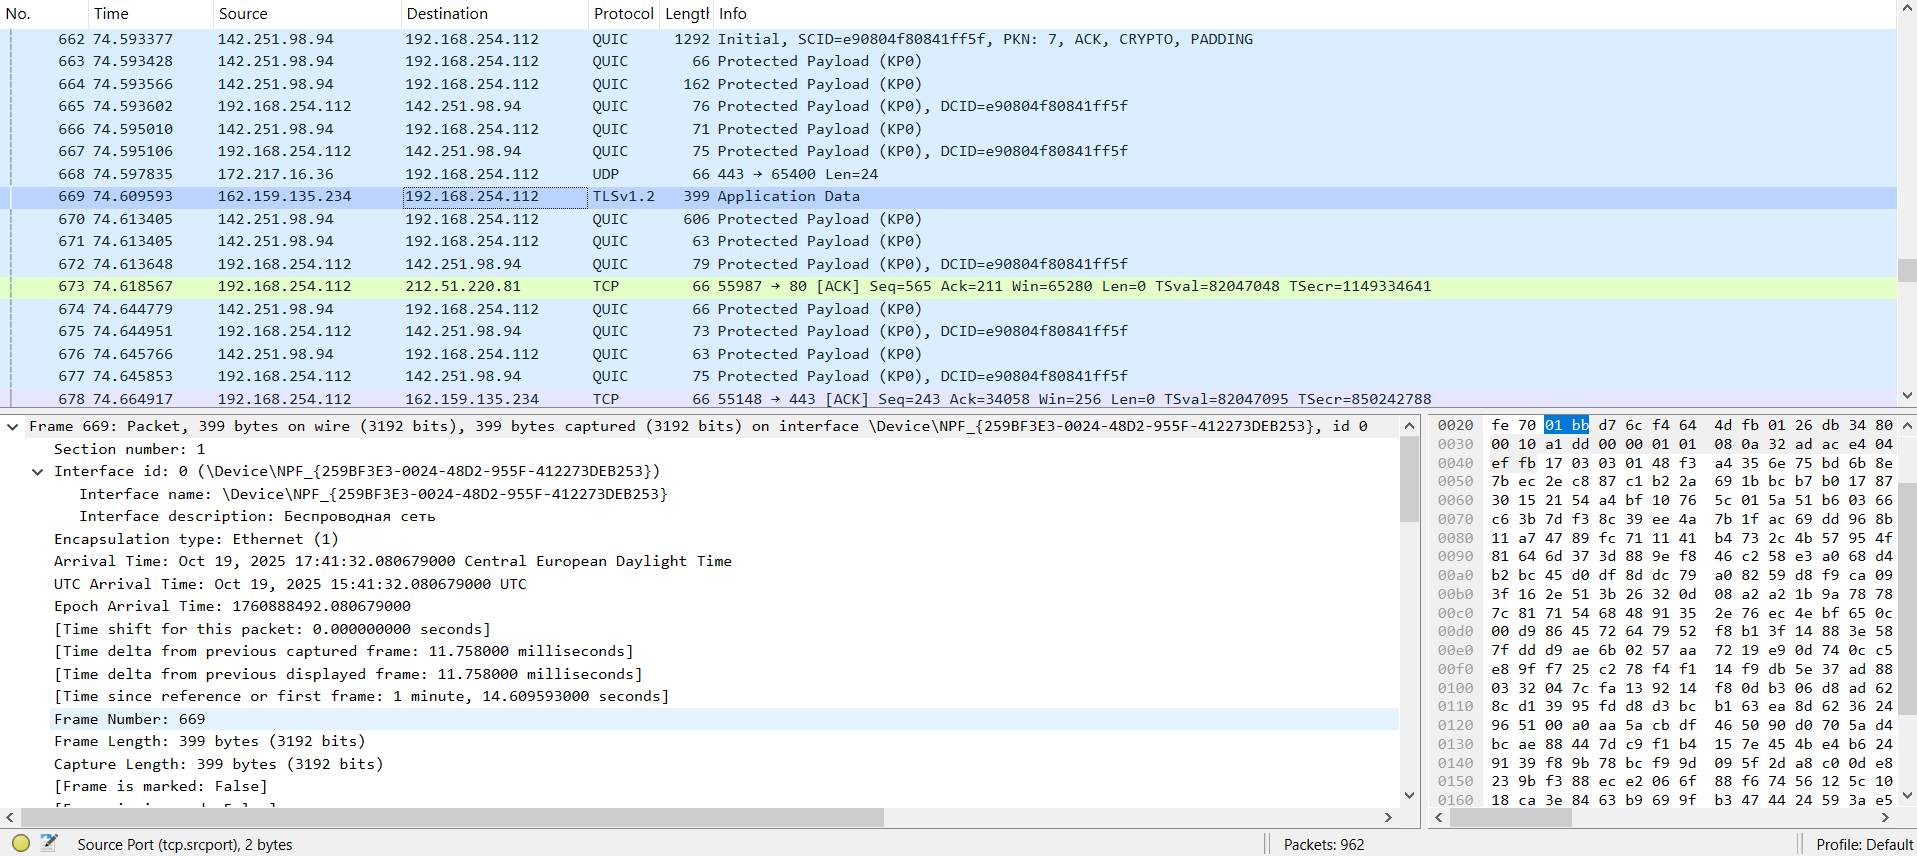 No. Time Source Destination Protocol Length Info
662 74.593377 142.251.98.94 192.168.254.112 QUIC 1292 Initial, SCID=e90804f80841ff5f, PKN: 7, ACK, CRYPTO, PADDING
663 74.593428 142.251.98.94 192.168.254.112 QUIC 66 Protected Payload (KP0)
664 74.593566 142.251.98.94 192.168.254.112 QUIC 162 Protected Payload (KP0)
665 74.593602 192.168.254.112 142.251.98.94 QUIC 76 Protected Payload (KP0), DCID=e90804f80841ff5f
666 74.595010 142.251.98.94 192.168.254.112 QUIC 71 Protected Payload (KP0)
667 74.595106 192.168.254.112 142.251.98.94 QUIC 75 Protected Payload (KP0), DCID=e90804f80841ff5f
668 74.597835 172.217.16.36 192.168.254.112 UDP 66 443 → 65400 Len=24
669 74.609593 162.159.135.234 192.168.254.112 TLSv1.2 399 Application Data
670 74.613405 142.251.98.94 192.168.254.112 QUIC 606 Protected Payload (KP0)
671 74.613405 142.251.98.94 192.168.254.112 QUIC 63 Protected Payload (KP0)
672 74.613648 192.168.254.112 142.251.98.94 QUIC 79 Protected Payload (KP0), DCID=e90804f80841ff5f
673 74.618567 192.168.254.112 212.51.220.81 TCP 66 55987 → 80 [ACK] Seq=565 Ack=211 Win=65280 Len=0 TSval=82047048 TSecr=1149334641
674 74.644779 142.251.98.94 192.168.254.112 QUIC 66 Protected Payload (KP0)
675 74.644951 192.168.254.112 142.251.98.94 QUIC 73 Protected Payload (KP0), DCID=e90804f80841ff5f
676 74.645766 142.251.98.94 192.168.254.112 QUIC 63 Protected Payload (KP0)
677 74.645853 192.168.254.112 142.251.98.94 QUIC 75 Protected Payload (KP0), DCID=e90804f80841ff5f
678 74.664917 192.168.254.112 162.159.135.234 TCP 66 55148 → 443 [ACK] Seq=243 Ack=34058 Win=256 Len=0 TSval=82047095 TSecr=850242788
Frame 669: Packet, 399 bytes on wire (3192 bits), 399 bytes captured (3192 bits) on interface \Device\NPF_{259BF3E3-0024-48D2-955F-412273DEB253}, id 0
Section number: 1
Interface id: 0 (\Device\NPF_{259BF3E3-0024-48D2-955F-412273DEB253})
Interface name: \Device\NPF_{259BF3E3-0024-48D2-955F-412273DEB253}
Interface description: Беспроводная сеть
Encapsulation type: Ethernet (1)
Arrival Time: Oct 19, 2025 17:41:32.080679000 Central European Daylight Time
UTC Arrival Time: Oct 19, 2025 15:41:32.080679000 UTC
Epoch Arrival Time: 1760888492.080679000
[Time shift for this packet: 0.000000000 seconds]
[Time delta from previous captured frame: 11.758000 milliseconds]
[Time delta from previous displayed frame: 11.758000 milliseconds]
[Time since reference or first frame: 1 minute, 14.609593000 seconds]
Frame Number: 669
Frame Length: 399 bytes (3192 bits)
Capture Length: 399 bytes (3192 bits)
[Frame is marked: False]
0020 fe 70 01 bb d7 6c f4 64 4d fb 01 26 db 34 80
0030 00 10 a1 dd 00 00 01 01 08 0a 32 ad ac e4 04
0040 ef fb 17 03 03 01 48 f3 a4 35 6e 75 bd 6b 8e
0050 7b ec 2e c8 87 c1 b2 2a 69 1b bc b7 b0 17 87
0060 30 15 21 54 a4 bf 10 76 5c 01 5a 51 b6 03 66
0070 c6 3b 7d f3 8c 39 ee 4a 7b 1f ac 69 dd 96 8b
0080 11 a7 47 89 fc 71 11 41 b4 73 2c 4b 57 95 4f
0090 81 64 6d 37 3d 88 9e f8 46 c2 58 e3 a0 68 d4
00a0 b2 bc 45 d0 df 8d dc 79 a0 82 59 d8 f9 ca 09
00b0 3f 16 2e 51 3b 26 32 0d 08 a2 a2 1b 9a 78 78
00c0 7c 81 71 54 68 48 91 35 2e 76 ec 4e bf 65 0c
00d0 00 d9 86 45 72 64 79 52 f8 b1 3f 14 88 3e 58
00e0 7f dd d9 ae 6b 02 57 aa 72 19 e9 0d 74 0c c5
00f0 e8 9f f7 25 c2 78 f4 f1 14 f9 db 5e 37 ad 88
0100 03 32 04 7c fa 13 92 14 f8 0d b3 06 d8 ad 62
0110 8c d1 39 95 fd d8 d3 bc b1 63 ea 8d 62 36 24
0120 96 51 00 a0 aa 5a cb df 46 50 90 d0 70 5a d4
0130 bc ae 88 44 7d c9 f1 b4 15 7e 45 4b e4 b6 24
0140 91 39 f8 9b 78 bc f9 9d 09 5f 2d a8 c0 0d e8
0150 23 9b f3 88 ec e2 06 6f 88 f6 74 56 12 5c 10
0160 18 ca 3e 84 63 b9 69 9f b3 47 44 24 59 3a e5
Source Port (tcp.srcport), 2 bytes
Packets: 962
Profile: Default